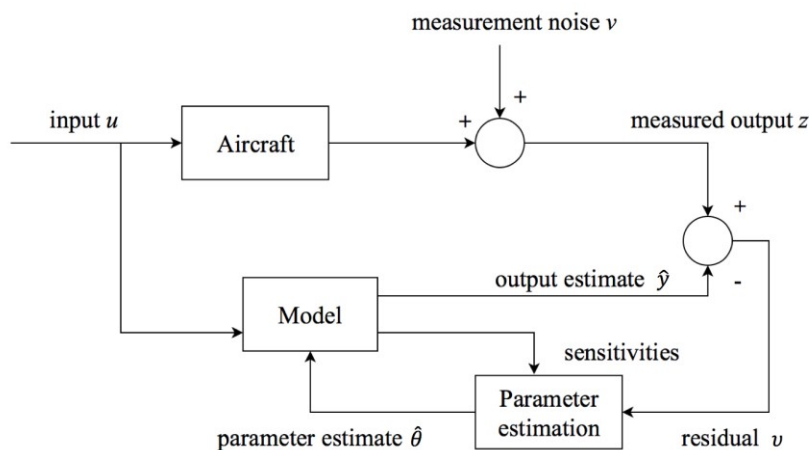 measurement noise v
input u
+
+
measured output z
Aircraft
+
output estimate ŷ
-
Model
sensitivities
Parameter
estimation
parameter estimate θ̂
residual υ